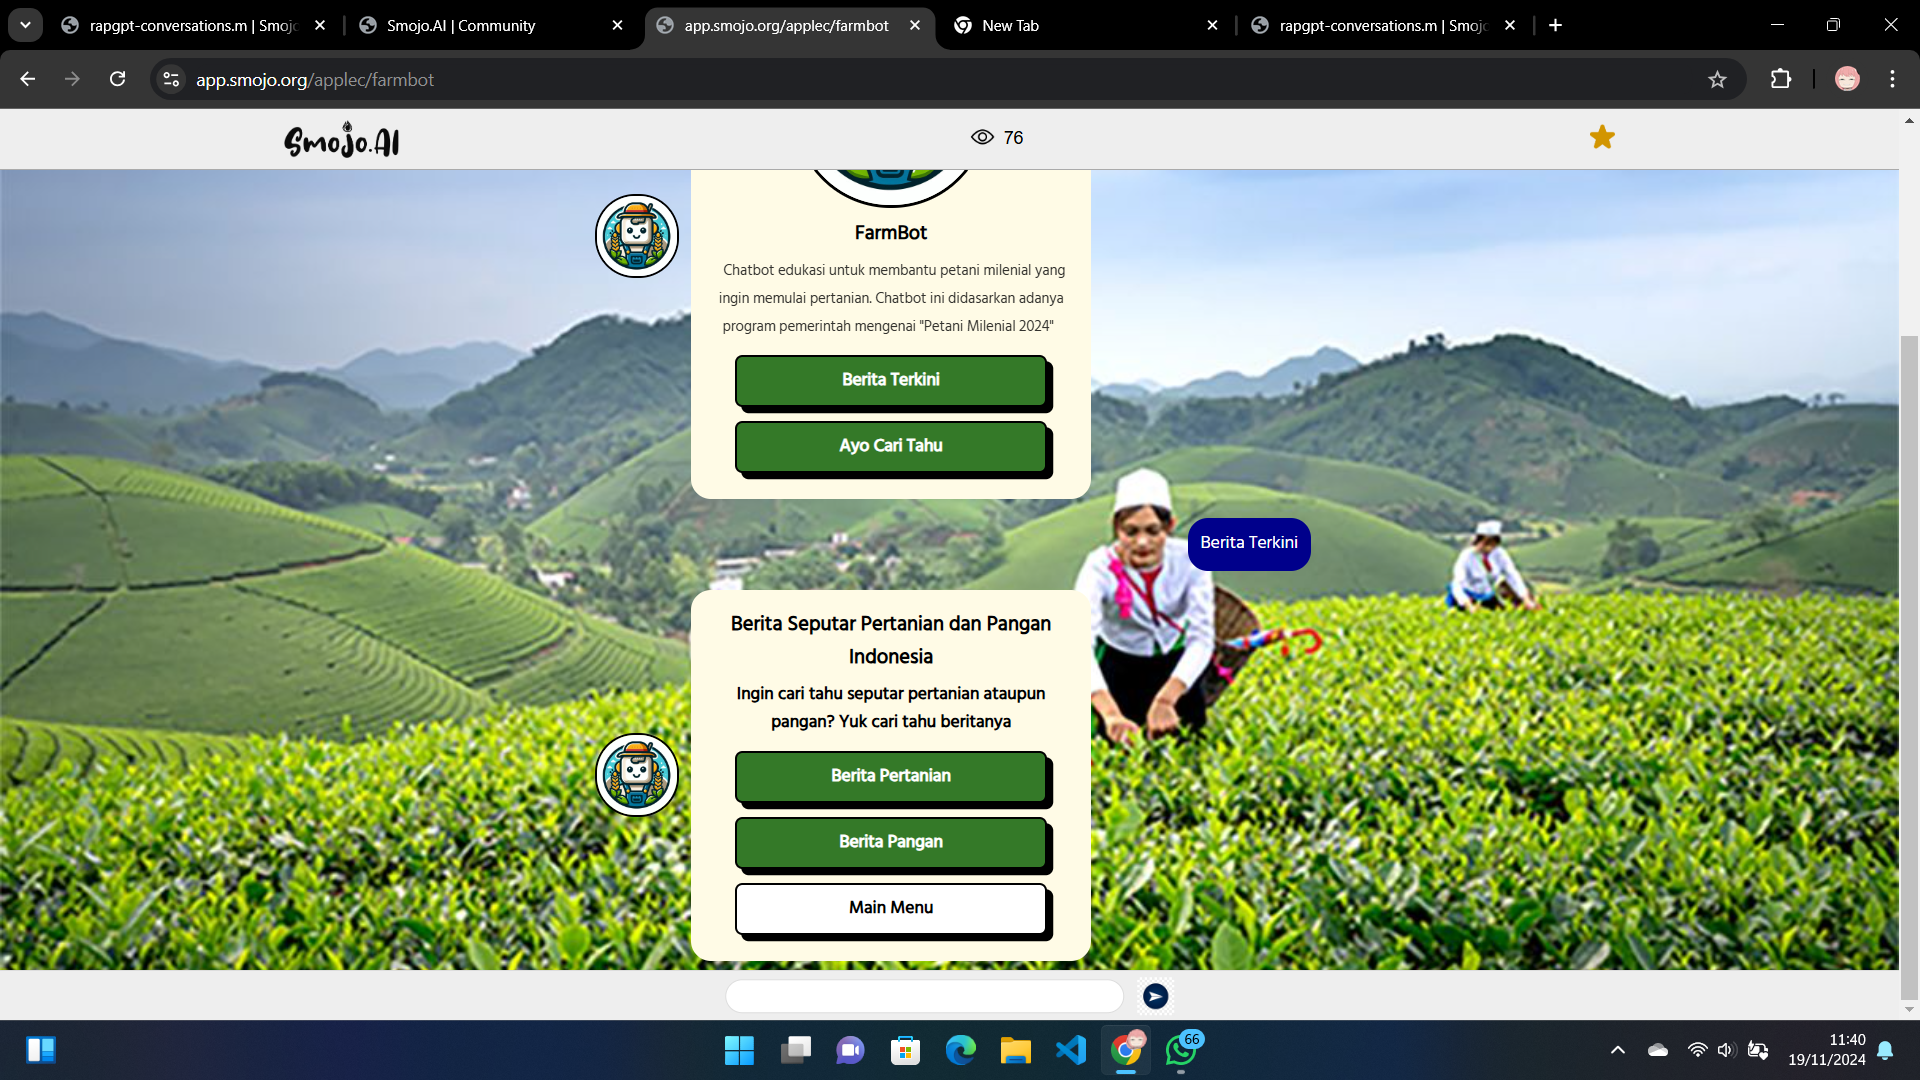 rapgpt-conversations.m | Smojo
Smojo.AI | Community
app.smojo.org/applec/farmbot
New Tab
rapgpt-conversations.m | Smojo
app.smojo.org/applec/farmbot
Smojo.AI
76
FarmBot
Chatbot edukasi untuk membantu petani milenial yang
ingin memulai pertanian. Chatbot ini didasarkan adanya
program pemerintah mengenai "Petani Milenial 2024"
Berita Terkini
Ayo Cari Tahu
Berita Terkini
Berita Seputar Pertanian dan Pangan
Indonesia
Ingin cari tahu seputar pertanian ataupun
pangan? Yuk cari tahu beritanya
Berita Pertanian
Berita Pangan
Main Menu
66
11:40
19/11/2024